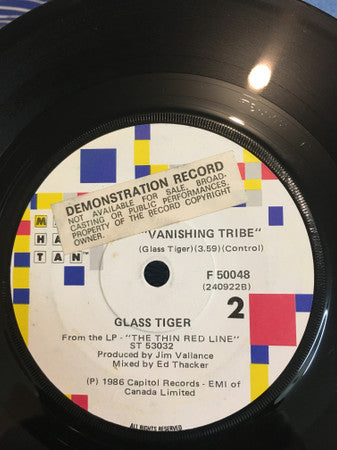 DEMONSTRATION RECORD
NOT AVAILABLE FOR SALE, BROAD-
CASTING OR PUBLIC PERFORMANCES,
PROPERTY OF THE RECORD COPYRIGHT
OWNER.
M
HA
TAN
"VANISHING TRIBE"
(Glass Tiger) (3.59) (Control)
F 50048
(240922B)
2
GLASS TIGER
From the LP - "THE THIN RED LINE"
ST 53032
Produced by Jim Vallance
Mixed by Ed Thacker
(P) 1986 Capitol Records - EMI of
Canada Limited
ALL RIGHTS RESERVED